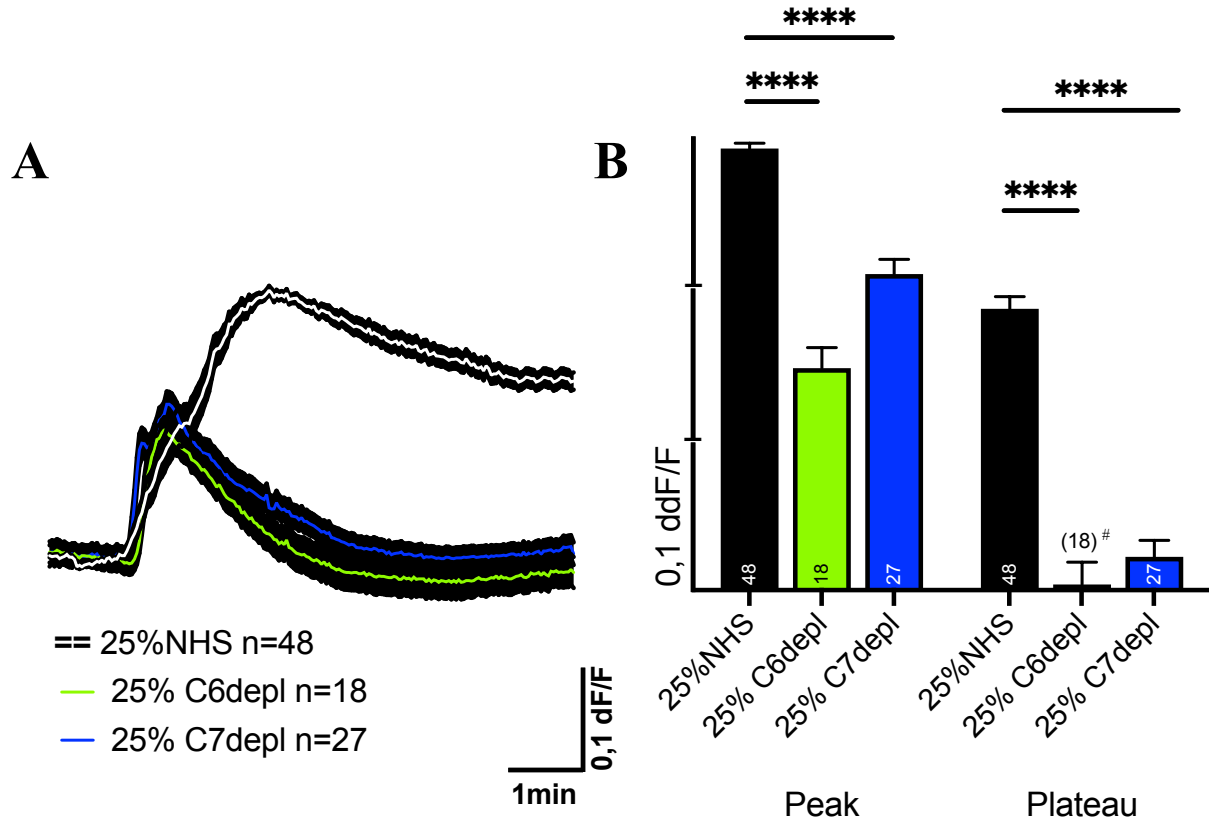 A
== 25%NHS n=48
25% C6depl n=18
25% C7depl n=27
0,1 dF/F
1min
B
****
****
****
****
0,1 ddF/F
48
18
27
48
(18) #
27
25%NHS
25% C6depl
25% C7depl
25%NHS
25% C6depl
25% C7depl
Peak
Plateau